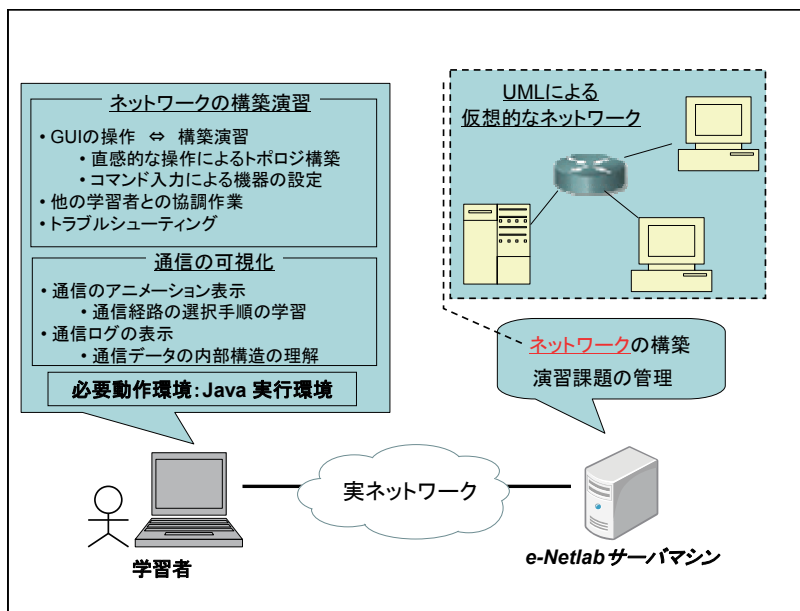 ネットワークの構築演習
・GUIの操作 ⇔ 構築演習
・直感的な操作によるトポロジ構築
・コマンド入力による機器の設定
・他の学習者との協調作業
・トラブルシューティング
通信の可視化
・通信のアニメーション表示
・通信経路の選択手順の学習
・通信ログの表示
・通信データの内部構造の理解
必要動作環境：Java 実行環境
UMLによる
仮想的なネットワーク
ネットワークの構築
演習課題の管理
実ネットワーク
学習者
e-Netlabサーバマシン